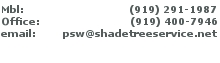 Mbl: (919) 291-1987
Office: (919) 400-7946
email: psw@shadetreeservice.net